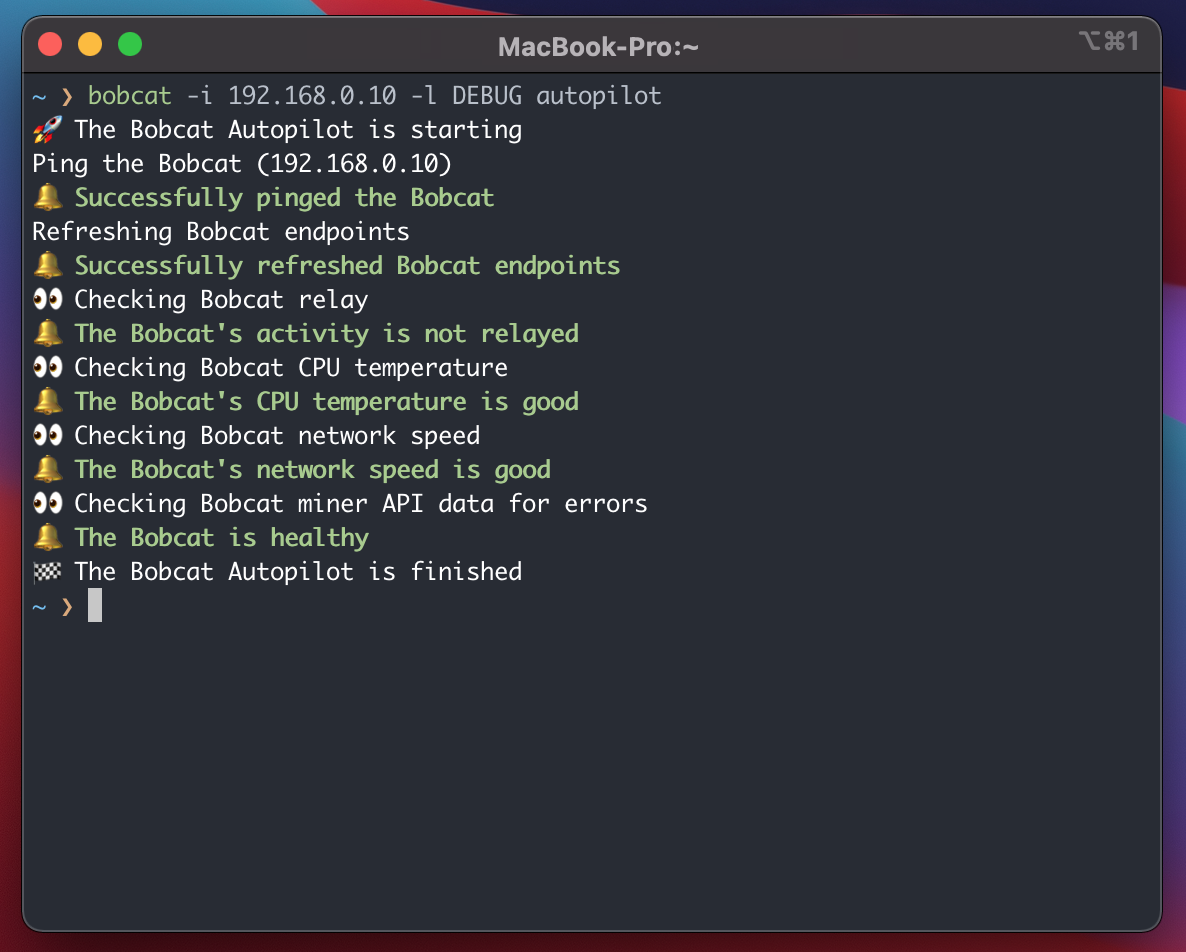 MacBook-Pro:~
⌥⌘1
~ ❯ bobcat -i 192.168.0.10 -l DEBUG autopilot
🚀 The Bobcat Autopilot is starting
Ping the Bobcat (192.168.0.10)
🔔 Successfully pinged the Bobcat
Refreshing Bobcat endpoints
🔔 Successfully refreshed Bobcat endpoints
👀 Checking Bobcat relay
🔔 The Bobcat's activity is not relayed
👀 Checking Bobcat CPU temperature
🔔 The Bobcat's CPU temperature is good
👀 Checking Bobcat network speed
🔔 The Bobcat's network speed is good
👀 Checking Bobcat miner API data for errors
🔔 The Bobcat is healthy
🏁 The Bobcat Autopilot is finished
~ ❯